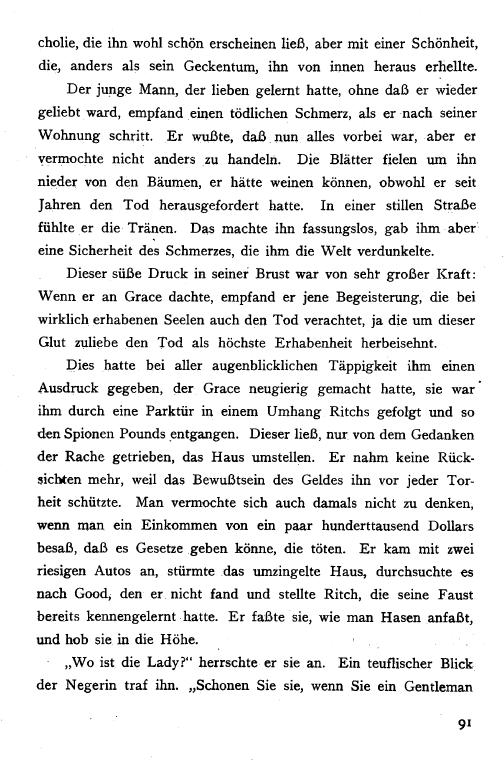 cholie, die ihn wohl schön erscheinen ließ, aber mit einer Schönheit,
die, anders als sein Geckentum, ihn von innen heraus erhellte.
Der junge Mann, der lieben gelernt hatte, ohne daß er wieder
geliebt ward, empfand einen tödlichen Schmerz, als er nach seiner
Wohnung schritt. Er wußte, daß nun alles vorbei war, aber er
vermochte nicht anders zu handeln. Die Blätter fielen um ihn
nieder von den Bäumen, er hätte weinen können, obwohl er seit
Jahren den Tod herausgefordert hatte. In einer stillen Straße
fühlte er die Tränen. Das machte ihn fassungslos, gab ihm aber
eine Sicherheit des Schmerzes, die ihm die Welt verdunkelte.
Dieser süße Druck in seiner Brust war von sehr großer Kraft:
Wenn er an Grace dachte, empfand er jene Begeisterung, die bei
wirklich erhabenen Seelen auch den Tod verachtet, ja die um dieser
Glut zuliebe den Tod als höchste Erhabenheit herbeisehnt.
Dies hatte bei aller augenblicklichen Täppigkeit ihm einen
Ausdruck gegeben, der Grace neugierig gemacht hatte, sie war
ihm durch eine Parktür in einem Umhang Ritchs gefolgt und so
den Spionen Pounds entgangen. Dieser ließ, nur von dem Gedanken
der Rache getrieben, das Haus umstellen. Er nahm keine Rück-
sichten mehr, weil das Bewußtsein des Geldes ihn vor jeder Tor-
heit schützte. Man vermochte sich auch damals nicht zu denken,
wenn man ein Einkommen von ein paar hunderttausend Dollars
besaß, daß es Gesetze geben könne, die töten. Er kam mit zwei
riesigen Autos an, stürmte das umzingelte Haus, durchsuchte es
nach Good, den er nicht fand und stellte Ritch, die seine Faust
bereits kennengelernt hatte. Er faßte sie, wie man Hasen anfaßt,
und hob sie in die Höhe.
„Wo ist die Lady?“ herrschte er sie an. Ein teuflischer Blick
der Negerin traf ihn. „Schonen Sie sie, wenn Sie ein Gentleman
91